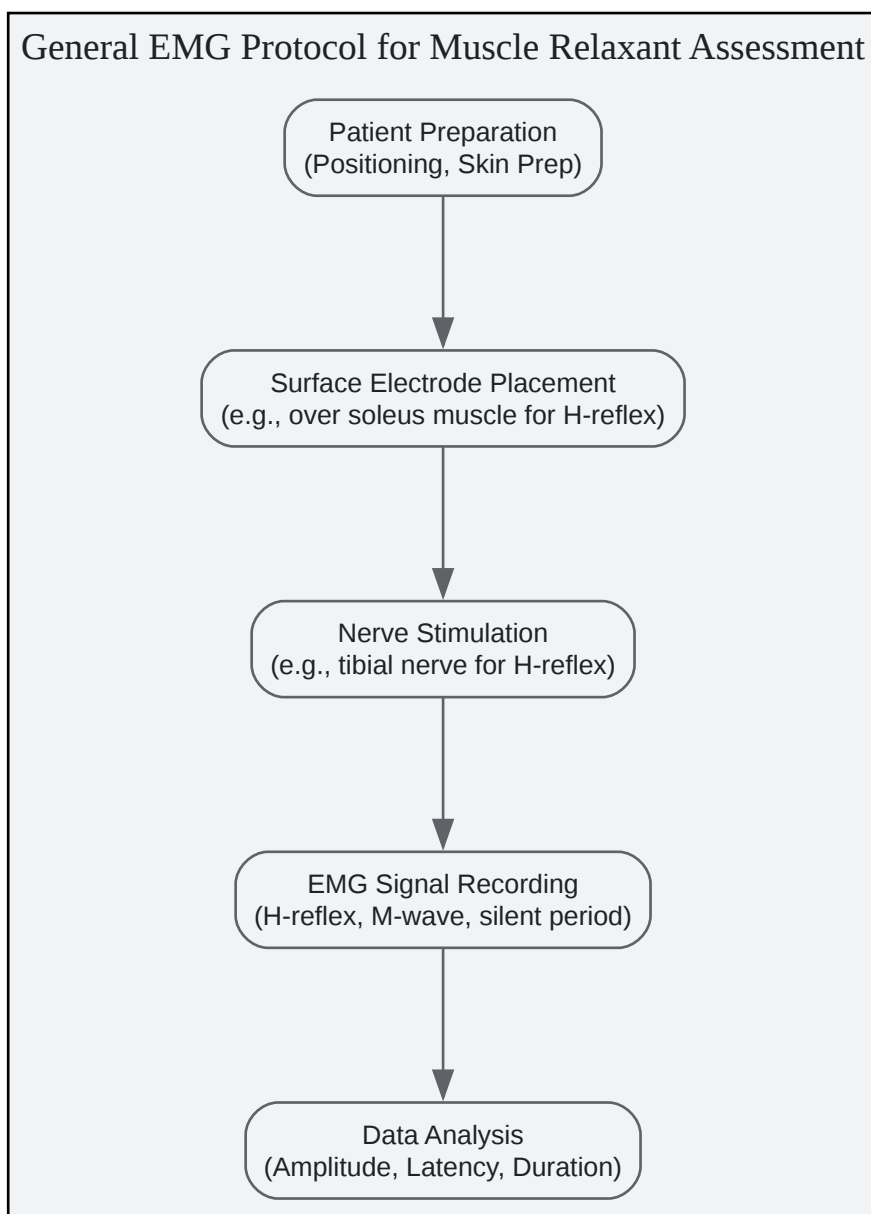 General EMG Protocol for Muscle Relaxant Assessment
Patient Preparation
(Positioning, Skin Prep)
Surface Electrode Placement
(e.g., over soleus muscle for H-reflex)
Nerve Stimulation
(e.g., tibial nerve for H-reflex)
EMG Signal Recording
(H-reflex, M-wave, silent period)
Data Analysis
(Amplitude, Latency, Duration)